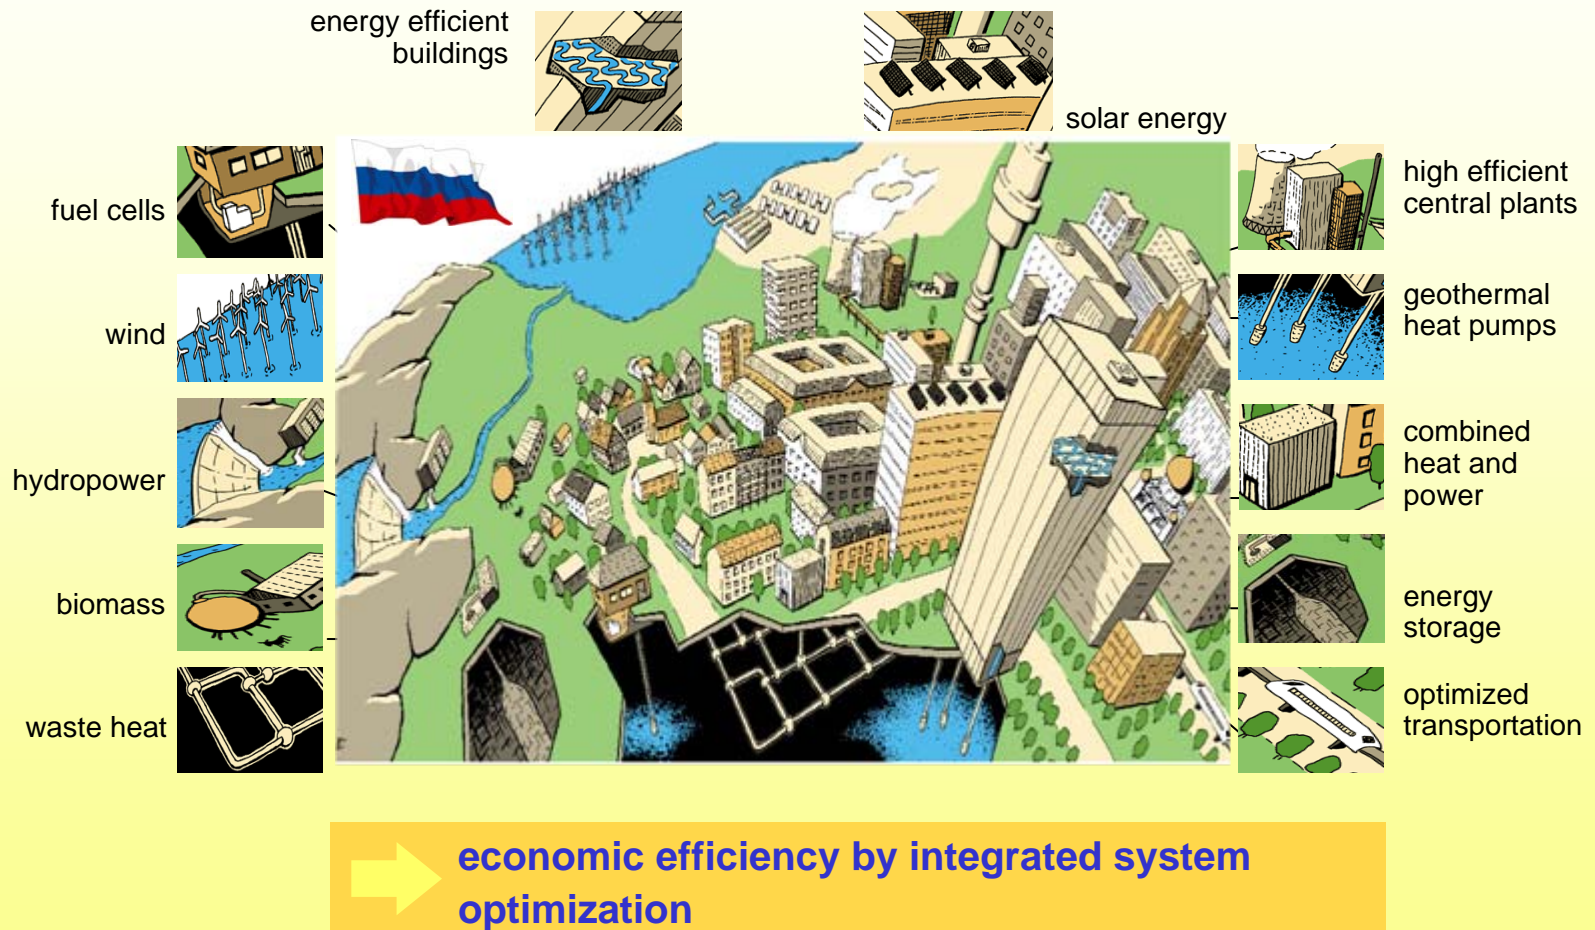 energy efficient
buildings
solar energy
fuel cells
wind
hydropower
biomass
waste heat
high efficient
central plants
geothermal
heat pumps
combined
heat and
power
energy
storage
optimized
transportation
economic efficiency by integrated system
optimization